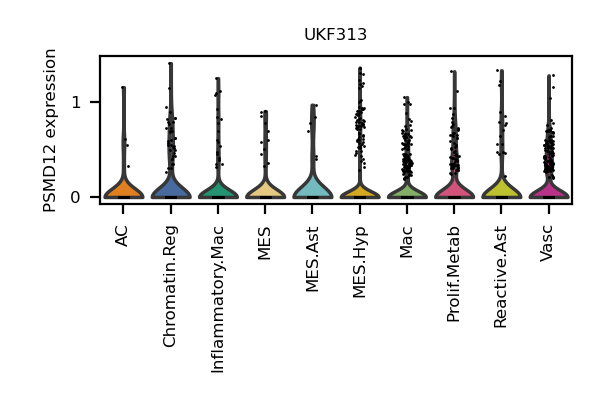 UKF313
PSMD12 expression
1
0
AC
Chromatin.Reg
Inflammatory.Mac
MES
MES.Ast
MES.Hyp
Mac
Prolif.Metab
Reactive.Ast
Vasc